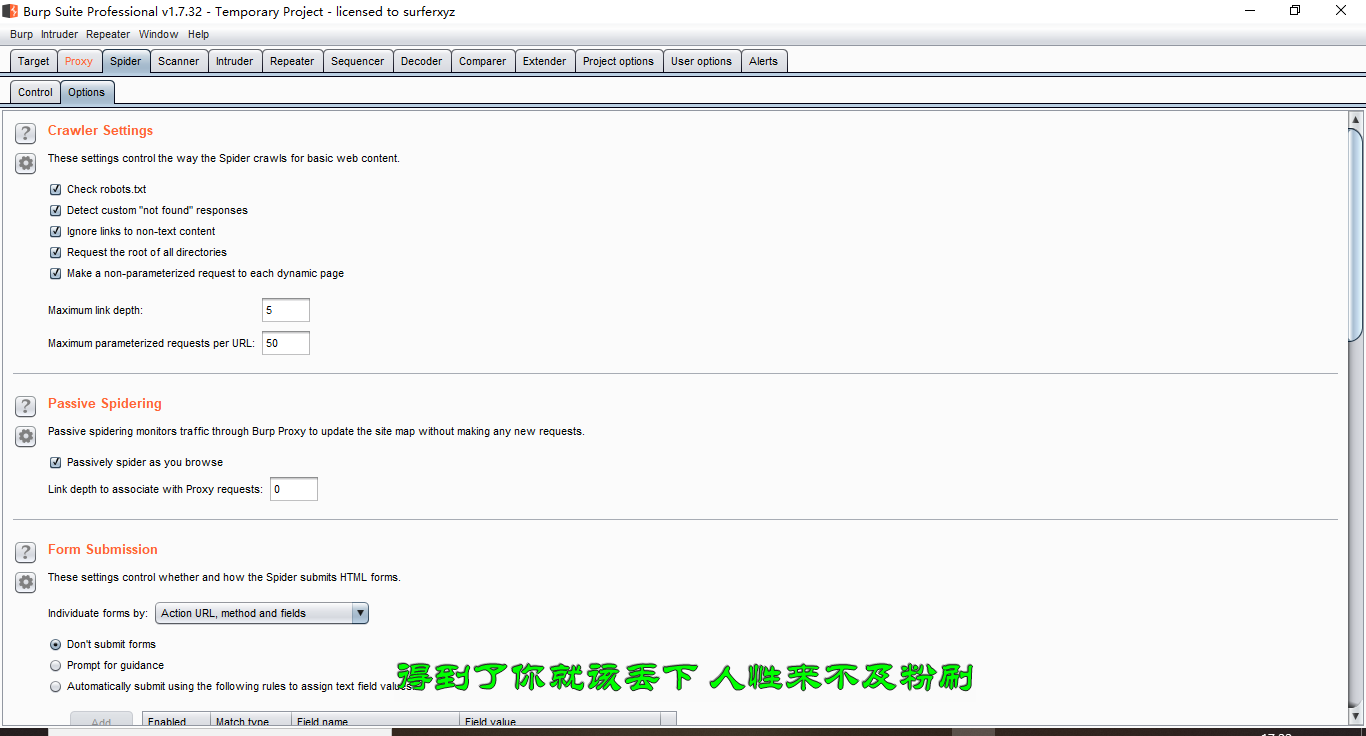 Burp Suite Professional v1.7.32 - Temporary Project - licensed to surferxyz
Burp Intruder Repeater Window Help
Target Proxy Spider Scanner Intruder Repeater Sequencer Decoder Comparer Extender Project options User options Alerts
Control Options
Crawler Settings
These settings control the way the Spider crawls for basic web content.
Check robots.txt
Detect custom "not found" responses
Ignore links to non-text content
Request the root of all directories
Make a non-parameterized request to each dynamic page
Maximum link depth: 5
Maximum parameterized requests per URL: 50
Passive Spidering
Passive spidering monitors traffic through Burp Proxy to update the site map without making any new requests.
Passively spider as you browse
Link depth to associate with Proxy requests: 0
Form Submission
These settings control whether and how the Spider submits HTML forms.
Individuate forms by: Action URL, method and fields
Don't submit forms
Prompt for guidance
Automatically submit using the following rules to assign text field values:
得到了你就该丢下 人性来不及粉刷
Add Enabled Match type Field name Field value